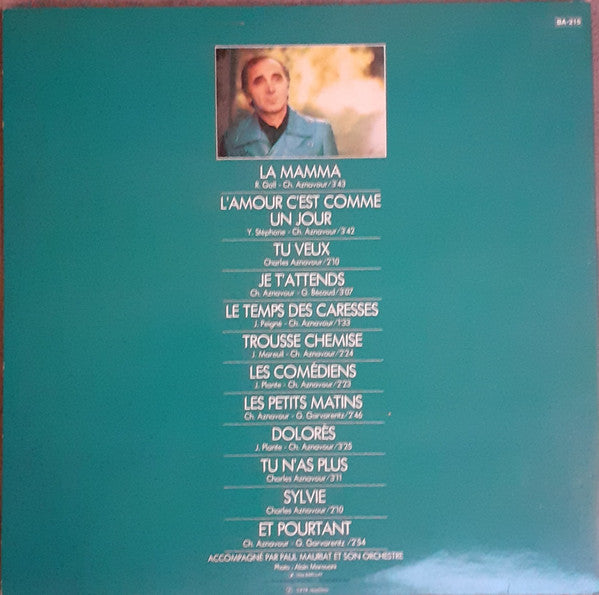 BA-215
LA MAMMA
R. Gall - Ch. Aznavour/3'43
L'AMOUR C'EST COMME
UN JOUR
Y. Stéphane - Ch. Aznavour/3'42
TU VEUX
Charles Aznavour/2'10
JE T'ATTENDS
Ch. Aznavour - G. Bécaud/3'07
LE TEMPS DES CARESSES
J. Peigné - Ch. Aznavour/1'33
TROUSSE CHEMISE
J. Mareuil - Ch. Aznavour/2'24
LES COMÉDIENS
J. Plante - Ch. Aznavour/2'23
LES PETITS MATINS
Ch. Aznavour - G. Garvarentz/2'46
DOLORÈS
J. Plante - Ch. Aznavour/3'25
TU N'AS PLUS
Charles Aznavour/3'11
SYLVIE
Charles Aznavour/2'10
ET POURTANT
Ch. Aznavour - G. Garvarentz/2'54
ACCOMPAGNÉ PAR PAUL MAURIAT ET SON ORCHESTRE
Photo : Alain Marouani